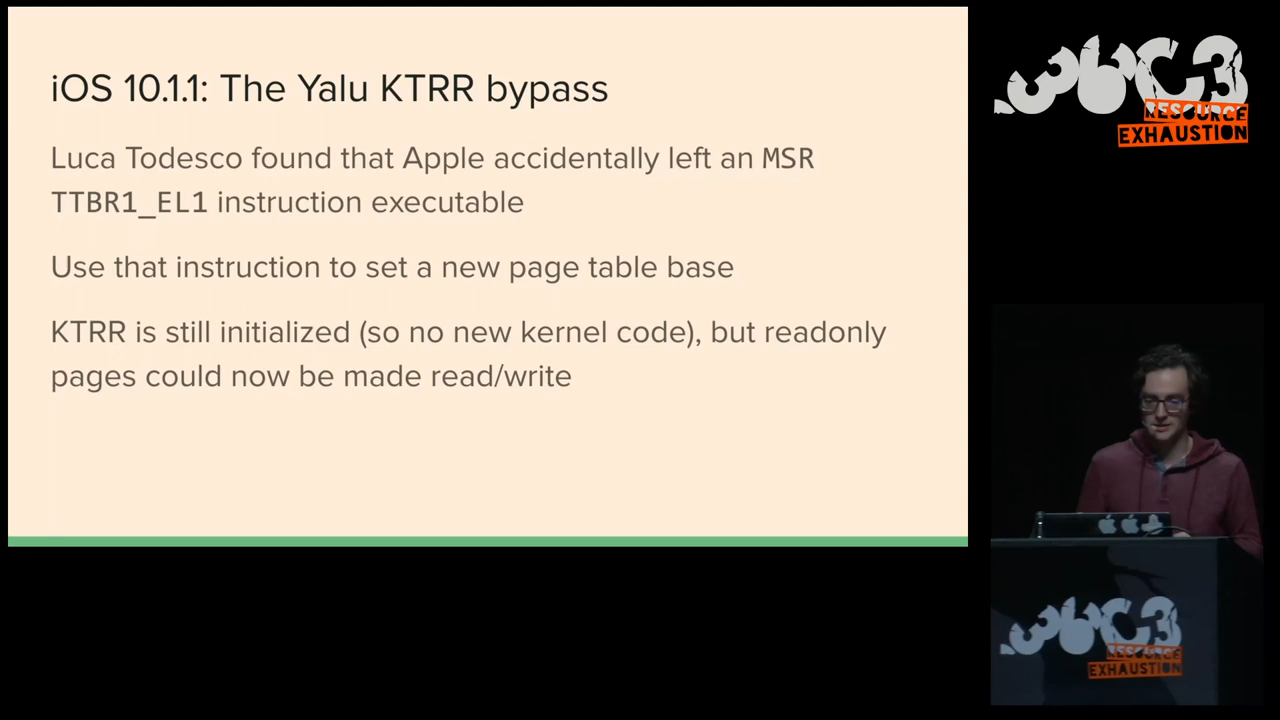 iOS 10.1.1: The Yalu KTRR bypass
Luca Todesco found that Apple accidentally left an MSR
TTBR1_EL1 instruction executable
Use that instruction to set a new page table base
KTRR is still initialized (so no new kernel code), but readonly
pages could now be made read/write
36C3
RESOURCE
EXHAUSTION
36C3
RESOURCE
EXHAUSTION